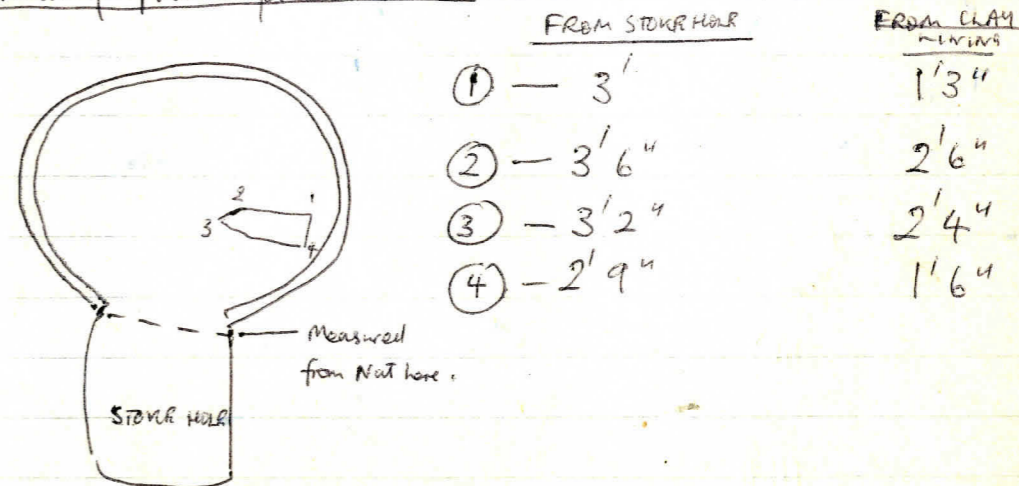 FROM STOKE HOLE
FROM CLAY
LINING
① — 3'
1'3"
② — 3'6"
2'6"
③ — 3'2"
2'4"
④ — 2'9"
1'6"
2
1
3
4
Measured
from Nat here.
STOKE HOLE